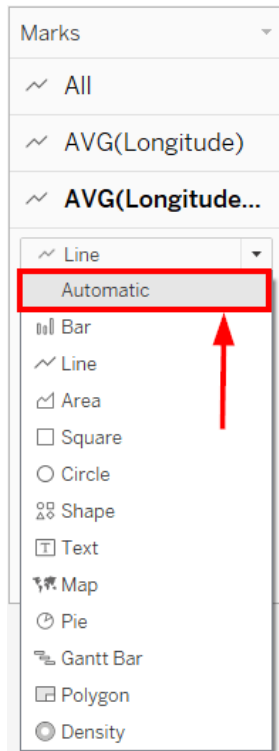 Marks
All
AVG(Longitude)
AVG(Longitude...
Line
Automatic
Bar
Line
Area
Square
Circle
Shape
Text
Map
Pie
Gantt Bar
Polygon
Density